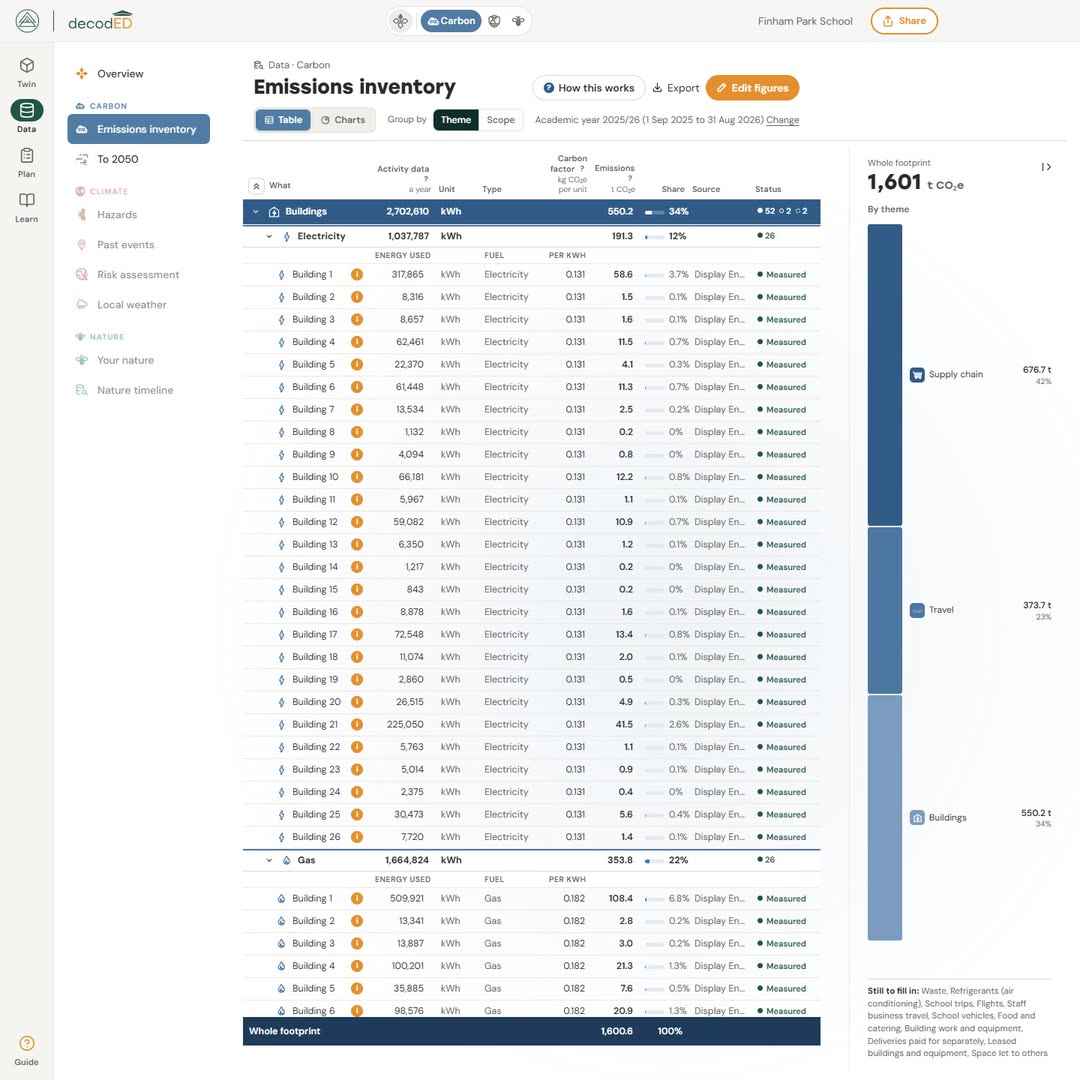 decodED
Carbon
Finham Park School
Share
Twin
Data
Plan
Learn
Guide
Overview
CARBON
Emissions inventory
To 2050
CLIMATE
Hazards
Past events
Risk assessment
Local weather
NATURE
Your nature
Nature timeline
Data · Carbon
Emissions inventory
? How this works
Export
Edit figures
Table Charts Group by Theme Scope Academic year 2025/26 (1 Sep 2025 to 31 Aug 2026) Change
What Activity data ? a year Unit Type Carbon factor ? kg CO₂e per unit Emissions ? t CO₂e Share Source Status
Buildings 2,702,610 kWh 550.2 34% 52 2 2
Electricity 1,037,787 kWh 191.3 12% 26
ENERGY USED FUEL PER KWH
Building 1 i 317,865 kWh Electricity 0.131 58.6 3.7% Display En... Measured
Building 2 i 8,316 kWh Electricity 0.131 1.5 0.1% Display En... Measured
Building 3 i 8,657 kWh Electricity 0.131 1.6 0.1% Display En... Measured
Building 4 i 62,461 kWh Electricity 0.131 11.5 0.7% Display En... Measured
Building 5 i 22,370 kWh Electricity 0.131 4.1 0.3% Display En... Measured
Building 6 i 61,448 kWh Electricity 0.131 11.3 0.7% Display En... Measured
Building 7 i 13,534 kWh Electricity 0.131 2.5 0.2% Display En... Measured
Building 8 i 1,132 kWh Electricity 0.131 0.2 0% Display En... Measured
Building 9 i 4,094 kWh Electricity 0.131 0.8 0% Display En... Measured
Building 10 i 66,181 kWh Electricity 0.131 12.2 0.8% Display En... Measured
Building 11 i 5,967 kWh Electricity 0.131 1.1 0.1% Display En... Measured
Building 12 i 59,082 kWh Electricity 0.131 10.9 0.7% Display En... Measured
Building 13 i 6,350 kWh Electricity 0.131 1.2 0.1% Display En... Measured
Building 14 i 1,217 kWh Electricity 0.131 0.2 0% Display En... Measured
Building 15 i 843 kWh Electricity 0.131 0.2 0% Display En... Measured
Building 16 i 8,878 kWh Electricity 0.131 1.6 0.1% Display En... Measured
Building 17 i 72,548 kWh Electricity 0.131 13.4 0.8% Display En... Measured
Building 18 i 11,074 kWh Electricity 0.131 2.0 0.1% Display En... Measured
Building 19 i 2,860 kWh Electricity 0.131 0.5 0% Display En... Measured
Building 20 i 26,515 kWh Electricity 0.131 4.9 0.3% Display En... Measured
Building 21 i 225,050 kWh Electricity 0.131 41.5 2.6% Display En... Measured
Building 22 i 5,763 kWh Electricity 0.131 1.1 0.1% Display En... Measured
Building 23 i 5,014 kWh Electricity 0.131 0.9 0.1% Display En... Measured
Building 24 i 2,375 kWh Electricity 0.131 0.4 0% Display En... Measured
Building 25 i 30,473 kWh Electricity 0.131 5.6 0.4% Display En... Measured
Building 26 i 7,720 kWh Electricity 0.131 1.4 0.1% Display En... Measured
Gas 1,664,824 kWh 353.8 22% 26
ENERGY USED FUEL PER KWH
Building 1 i 509,921 kWh Gas 0.182 108.4 6.8% Display En... Measured
Building 2 i 13,341 kWh Gas 0.182 2.8 0.2% Display En... Measured
Building 3 i 13,887 kWh Gas 0.182 3.0 0.2% Display En... Measured
Building 4 i 100,201 kWh Gas 0.182 21.3 1.3% Display En... Measured
Building 5 i 35,885 kWh Gas 0.182 7.6 0.5% Display En... Measured
Building 6 i 98,576 kWh Gas 0.182 20.9 1.3% Display En... Measured
Whole footprint 1,600.6 100%
Whole footprint
1,601 t CO₂e
By theme
Supply chain 676.7 t
42%
Travel 373.7 t
23%
Buildings 550.2 t
34%
Still to fill in: Waste, Refrigerants (air
conditioning), School trips, Flights, Staff
business travel, School vehicles, Food and
catering, Building work and equipment,
Deliveries paid for separately, Leased
buildings and equipment, Space let to others